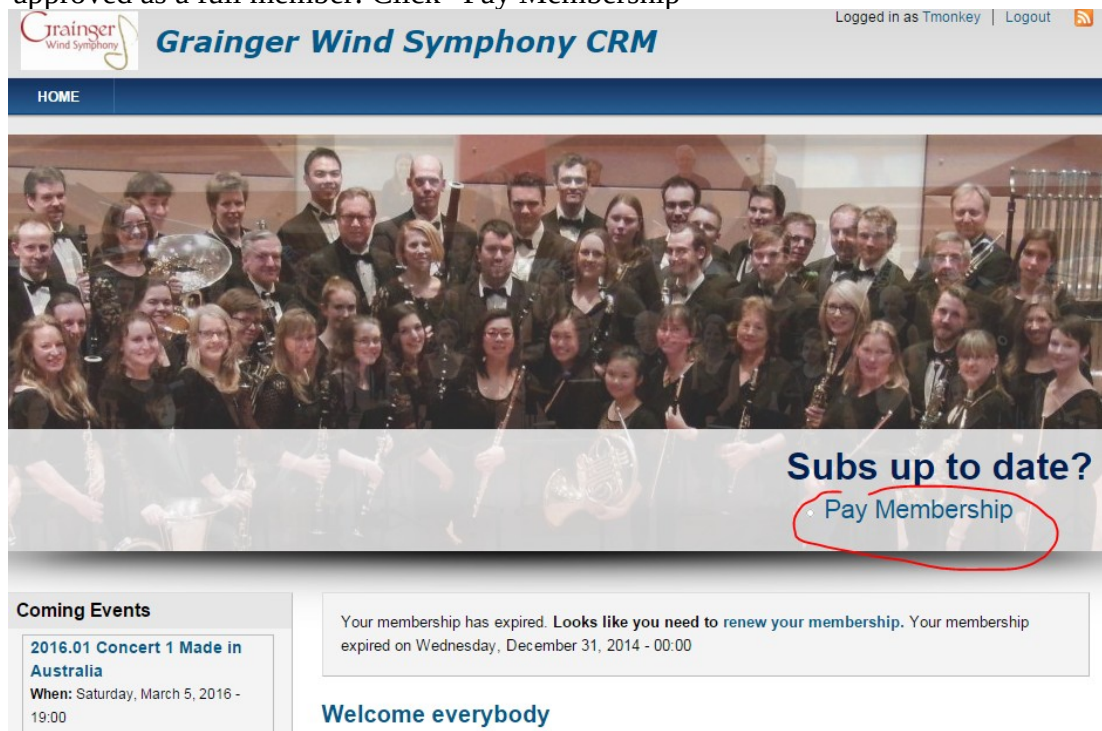 approved as a full member. Click "Pay Membership"
Grainger
Wind Symphony
Grainger Wind Symphony CRM
Logged in as Tmonkey | Logout
HOME
Subs up to date?
Pay Membership
Coming Events
2016.01 Concert 1 Made in
Australia
When: Saturday, March 5, 2016 -
19:00
Your membership has expired. Looks like you need to renew your membership. Your membership
expired on Wednesday, December 31, 2014 - 00:00
Welcome everybody